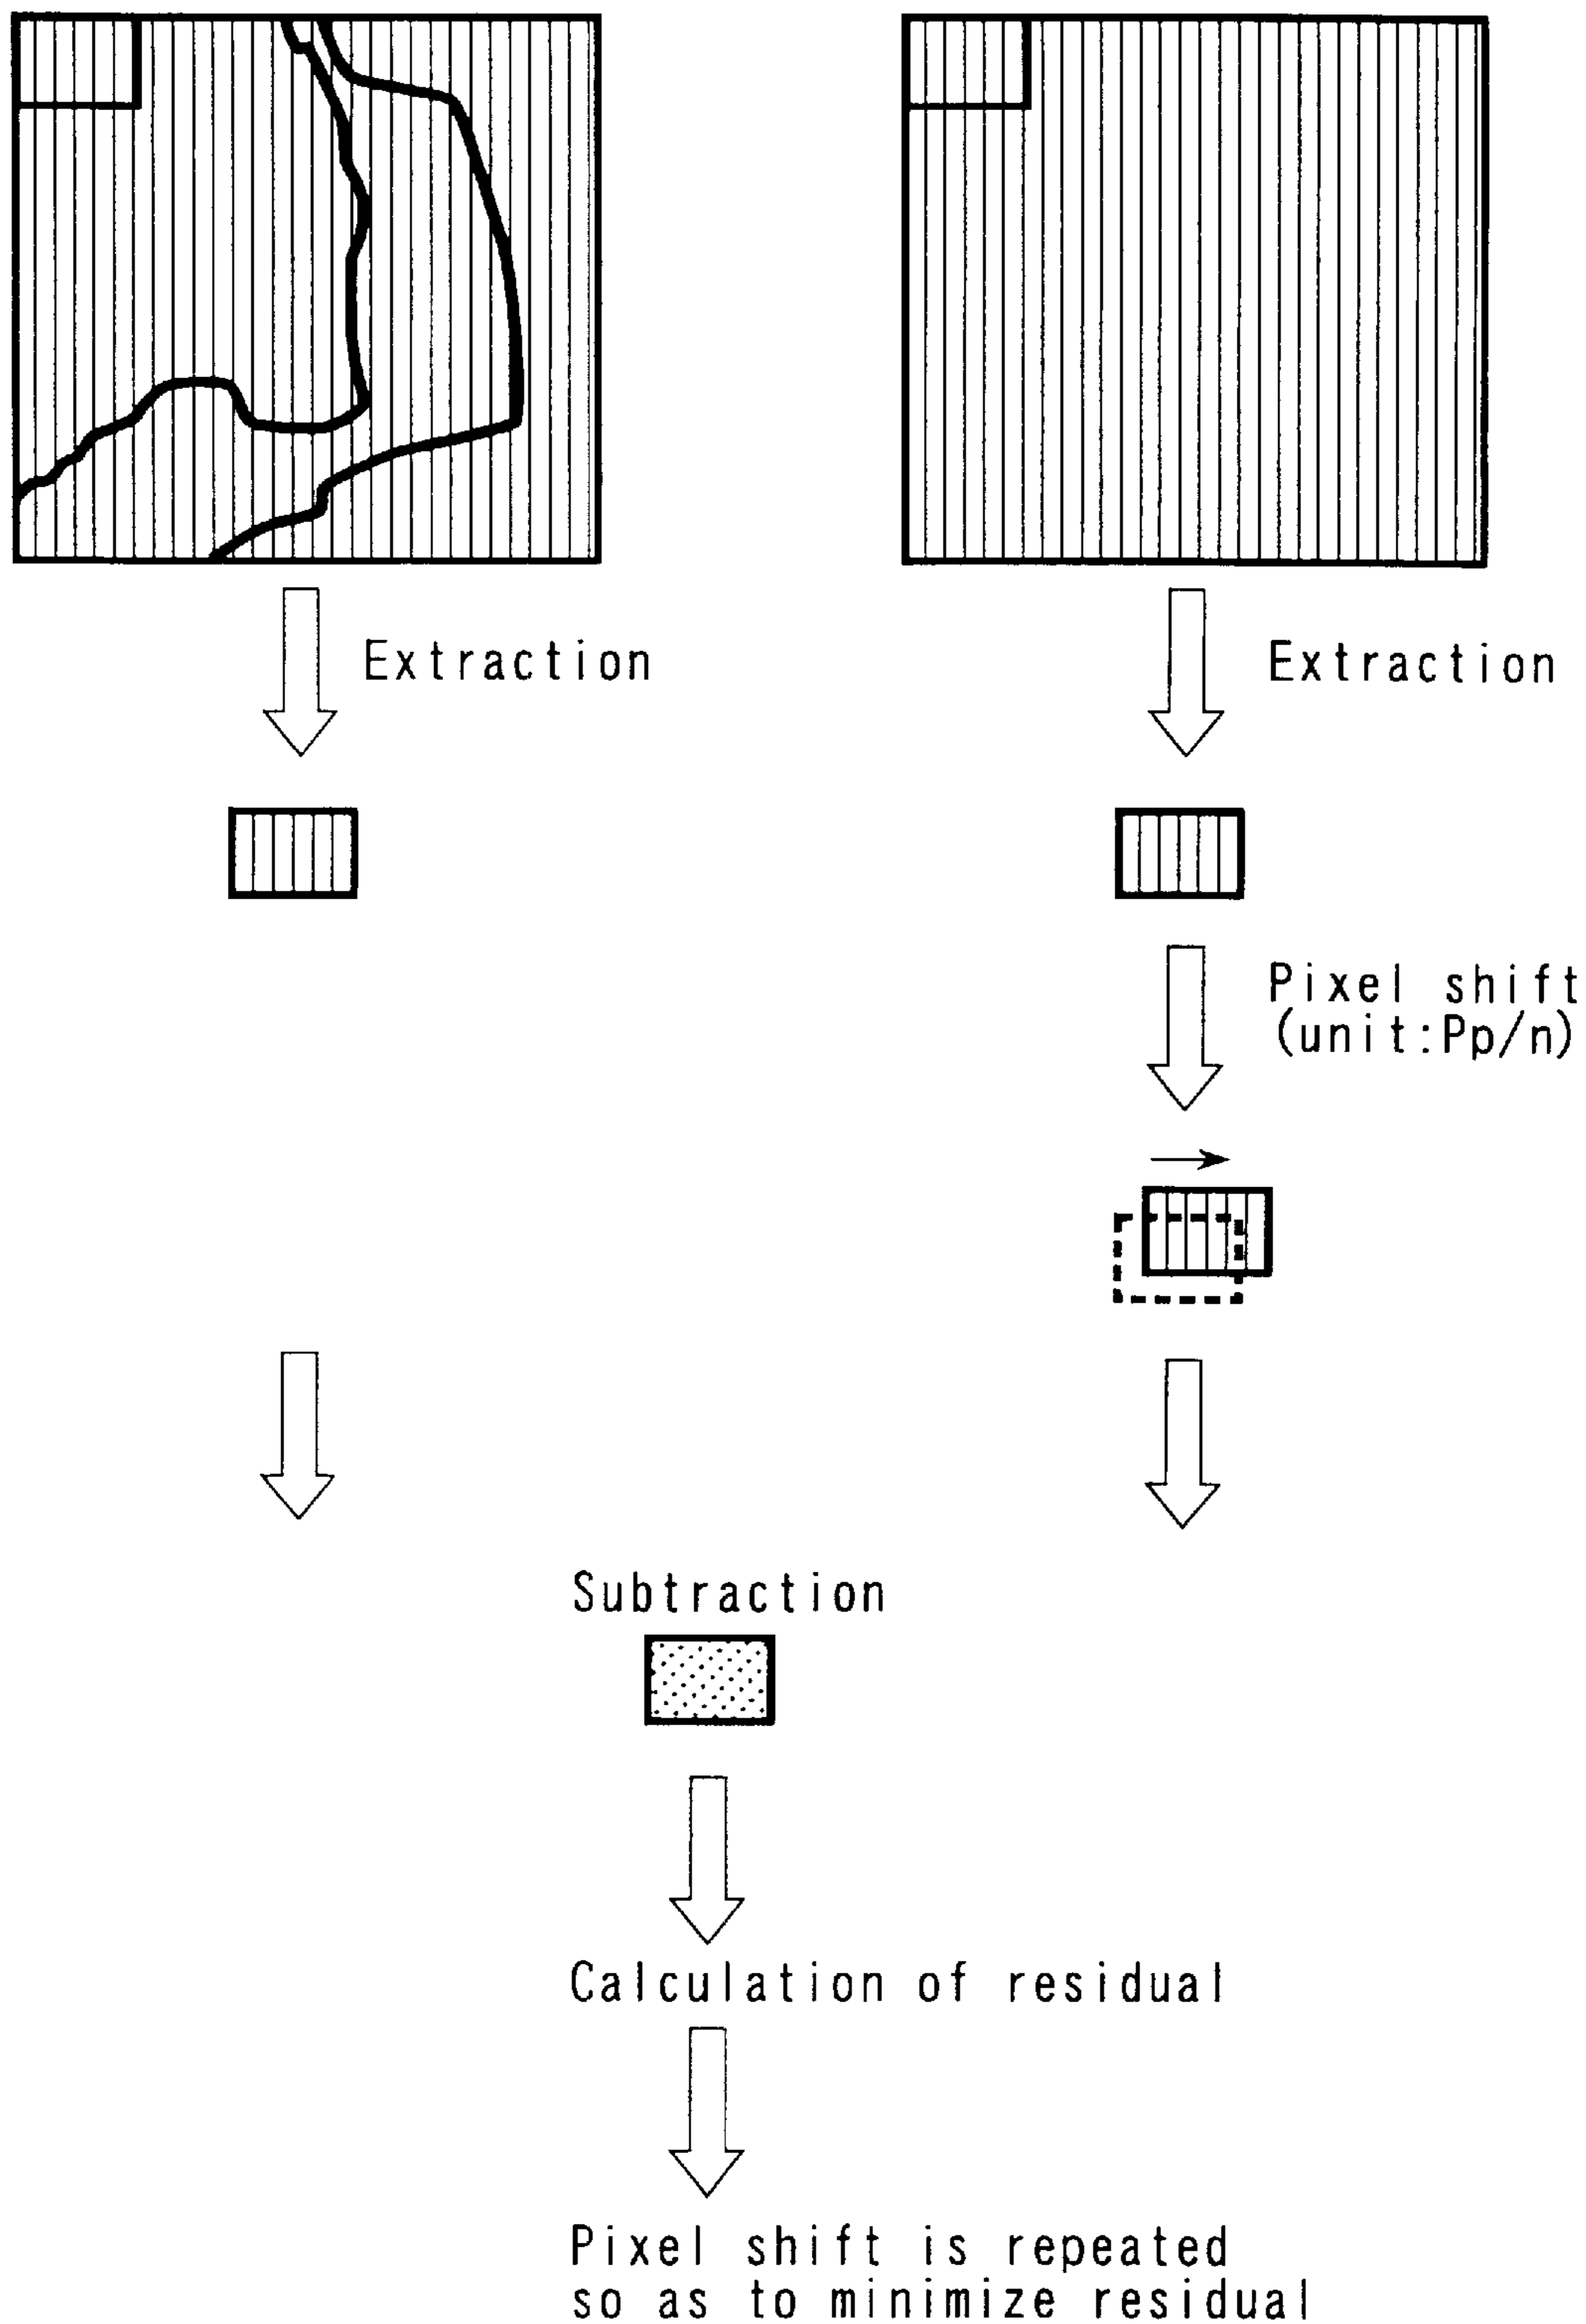 Extraction
Extraction
Pixel shift
(unit:Pp/n)
Subtraction
Calculation of residual
Pixel shift is repeated
so as to minimize residual